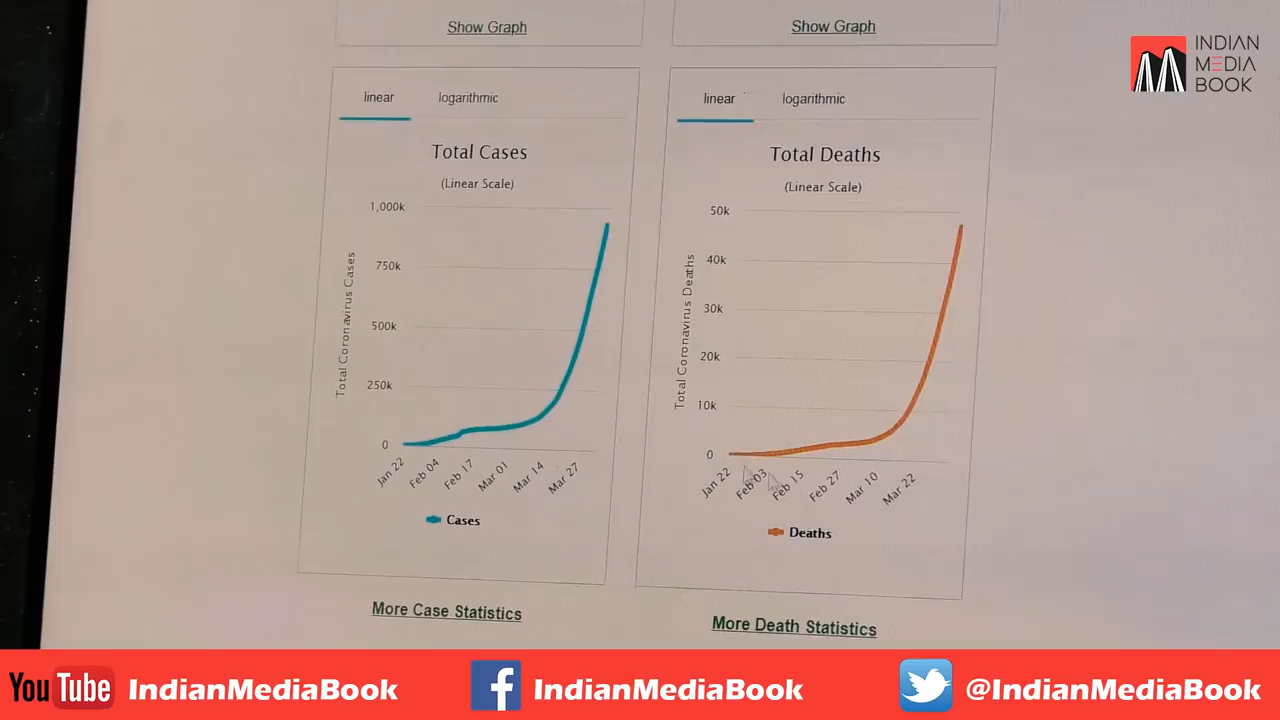 Show Graph
Show Graph
INDIAN
MEDIA
BOOK
linear
logarithmic
Total Cases
(Linear Scale)
1,000k
750k
500k
250k
0
Total Coronavirus Cases
Jan 22
Feb 04
Feb 17
Mar 01
Mar 14
Mar 27
Cases
More Case Statistics
linear
logarithmic
Total Deaths
(Linear Scale)
50k
40k
30k
20k
10k
0
Total Coronavirus Deaths
Jan 22
Feb 03
Feb 15
Feb 27
Mar 10
Mar 22
Deaths
More Death Statistics
YouTube IndianMediaBook
f IndianMediaBook
@IndianMediaBook